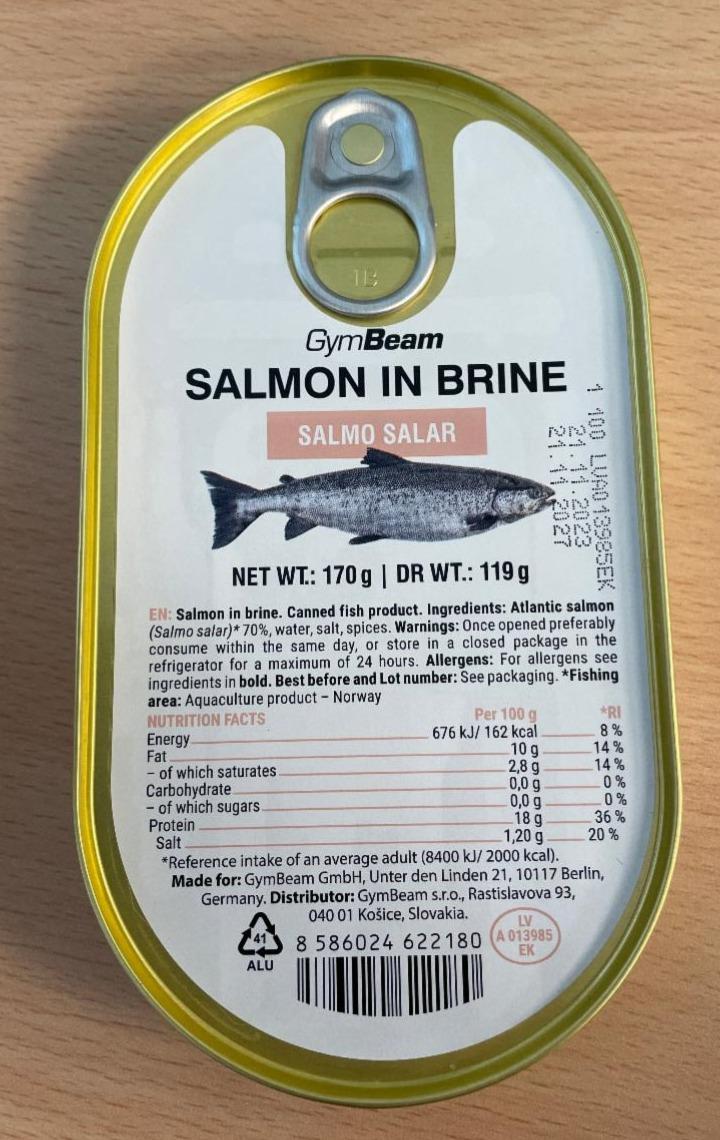 1B
GymBeam
SALMON IN BRINE
SALMO SALAR
1 100 LVA013985EK
21.11.2023
21.11.2027
NET WT.: 170 g | DR WT.: 119 g
EN: Salmon in brine. Canned fish product. Ingredients: Atlantic salmon
(Salmo salar)* 70%, water, salt, spices. Warnings: Once opened preferably
consume within the same day, or store in a closed package in the
refrigerator for a maximum of 24 hours. Allergens: For allergens see
ingredients in bold. Best before and Lot number: See packaging. *Fishing
area: Aquaculture product – Norway
NUTRITION FACTS Per 100 g *RI
Energy 676 kJ/ 162 kcal 8 %
Fat 10 g 14 %
– of which saturates 2,8 g 14 %
Carbohydrate 0,0 g 0 %
– of which sugars 0,0 g 0 %
Protein 18 g 36 %
Salt 1,20 g 20 %
*Reference intake of an average adult (8400 kJ/ 2000 kcal).
Made for: GymBeam GmbH, Unter den Linden 21, 10117 Berlin,
Germany. Distributor: GymBeam s.r.o., Rastislavova 93,
040 01 Košice, Slovakia.
41
ALU
8 586024 622180
LV
A 013985
EK